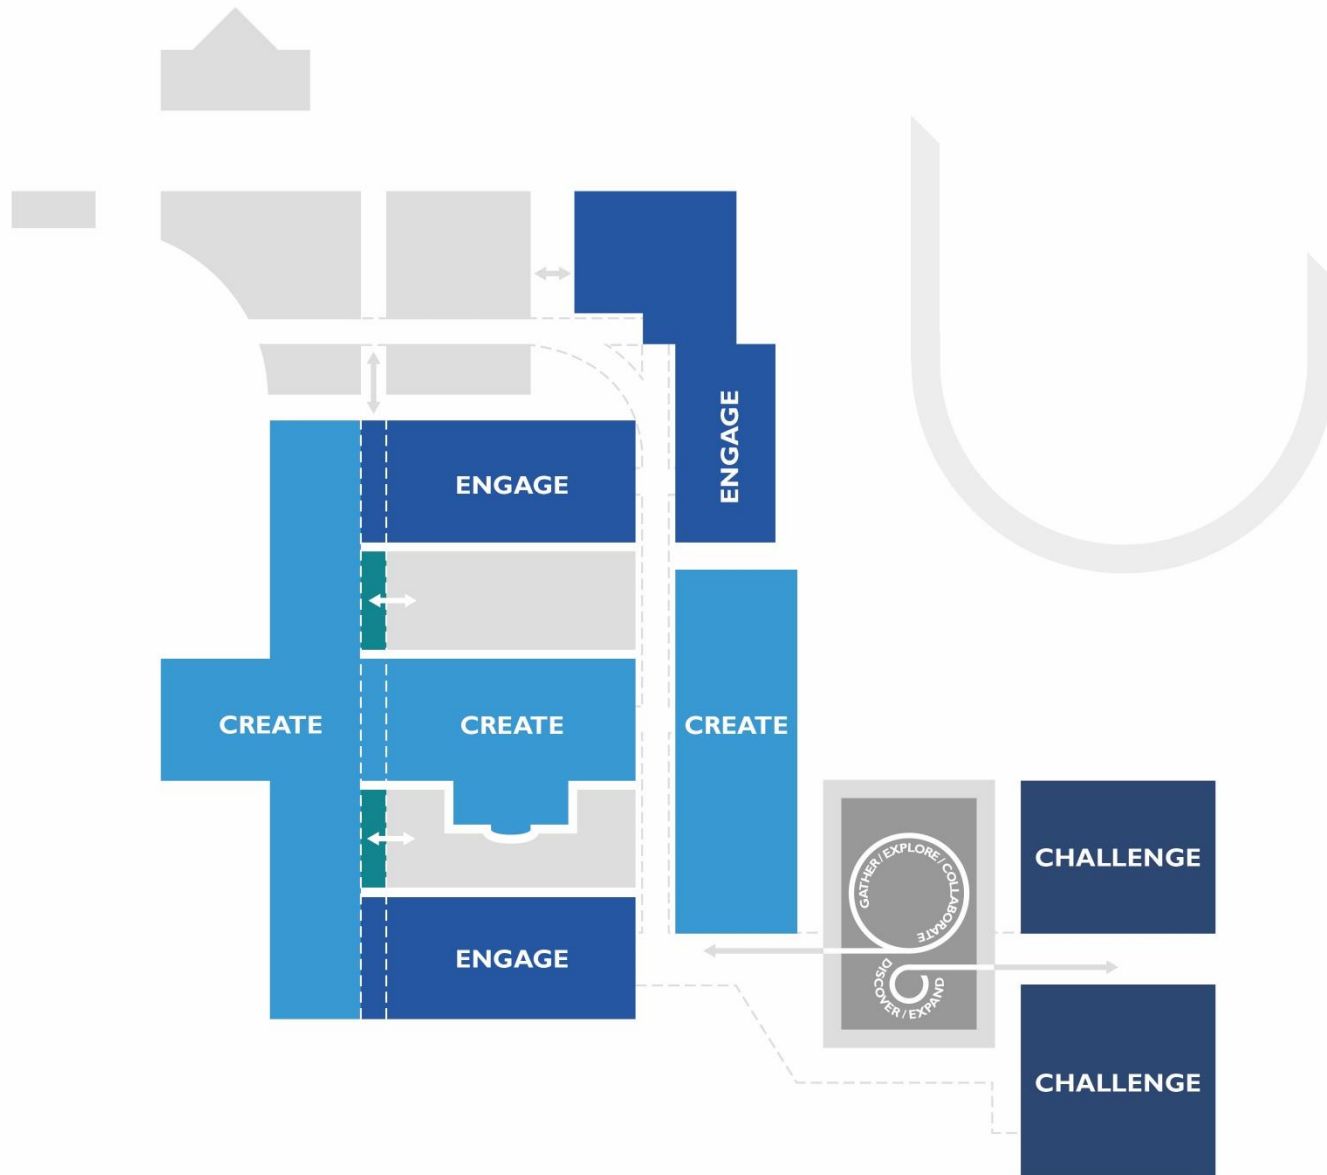 ENGAGE
ENGAGE
CREATE
CREATE
CREATE
GATHER / EXPLORE / COLLABORATE
DISCOVER / EXPAND
CHALLENGE
ENGAGE
CHALLENGE